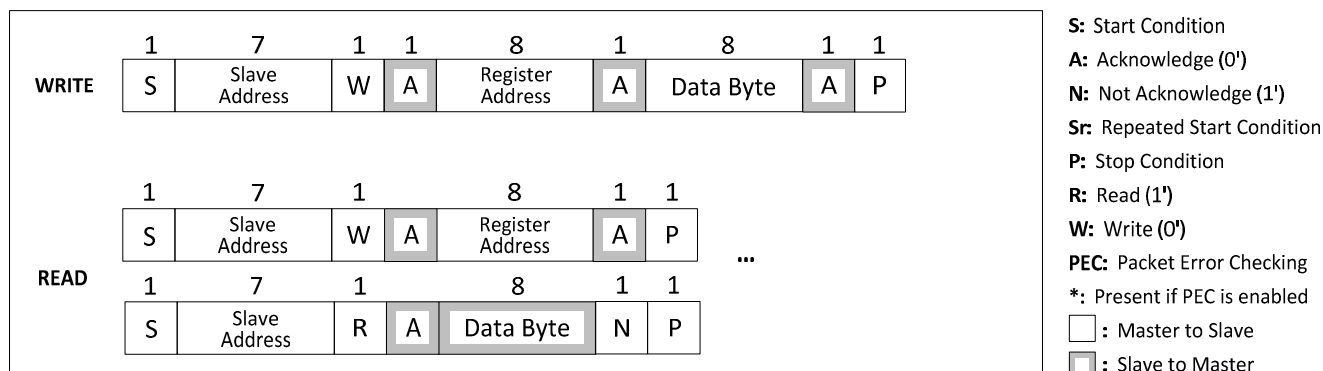 1 7 1 1 8 1 8 1 1
WRITE S Slave Address W A Register Address A Data Byte A P
1 7 1 8 1 1
S Slave Address W A Register Address A P
...
READ
1 7 1 8 1 1
S Slave Address R A Data Byte N P
S: Start Condition
A: Acknowledge (0')
N: Not Acknowledge (1')
Sr: Repeated Start Condition
P: Stop Condition
R: Read (1')
W: Write (0')
PEC: Packet Error Checking
*: Present if PEC is enabled
: Master to Slave
: Slave to Master